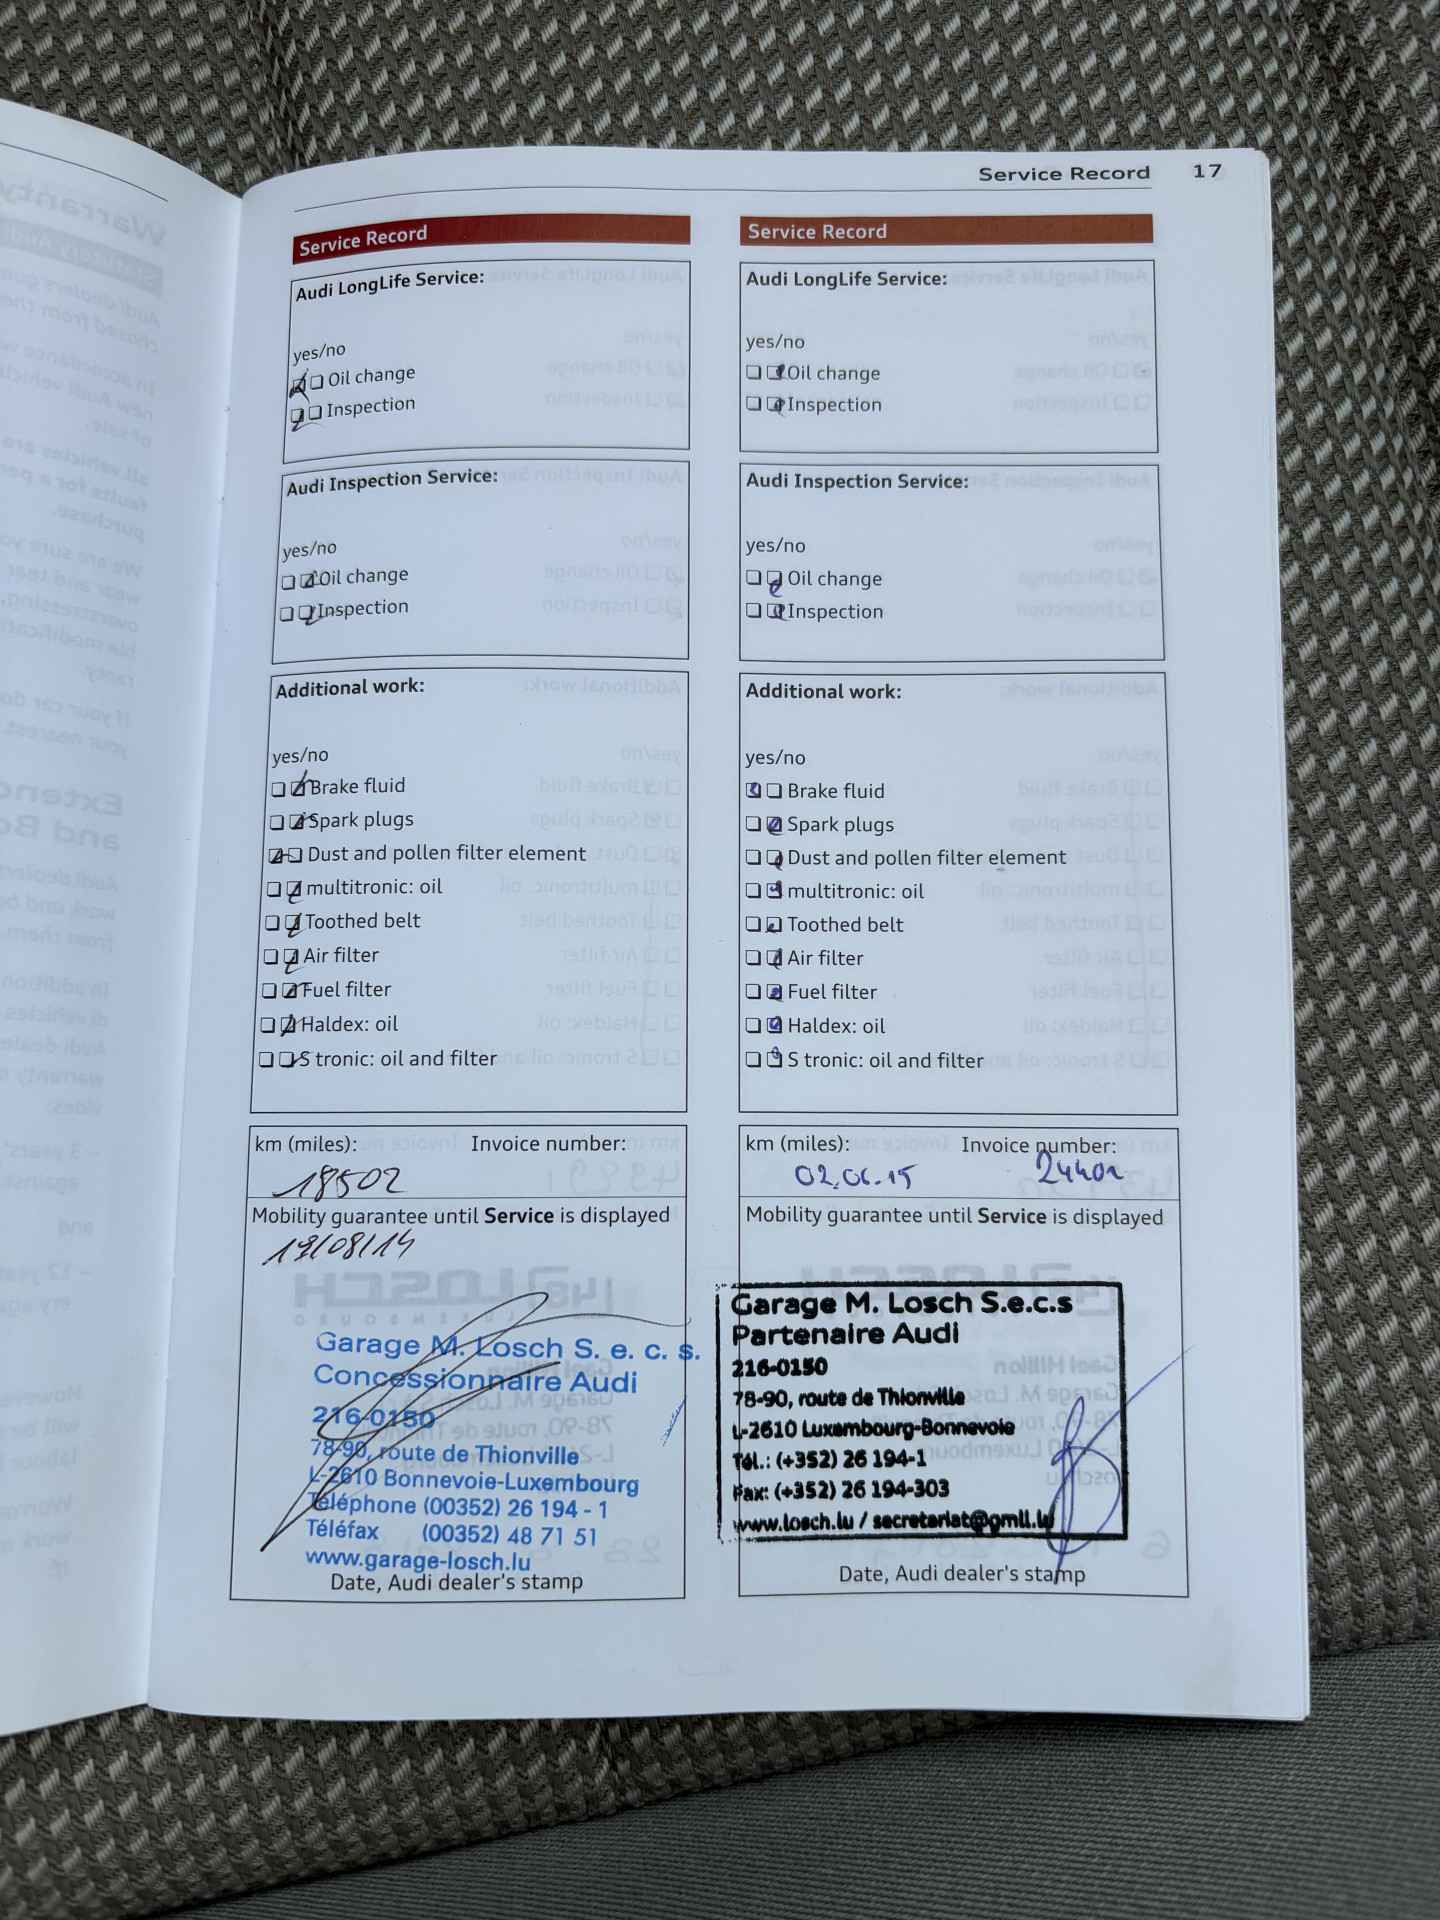 Service Record 17
Service Record
Audi LongLife Service:
yes/no
Oil change
Inspection
Audi Inspection Service:
yes/no
Oil change
Inspection
Additional work:
yes/no
Brake fluid
Spark plugs
Dust and pollen filter element
multitronic: oil
Toothed belt
Air filter
Fuel filter
Haldex: oil
S tronic: oil and filter
km (miles): Invoice number:
18502
Mobility guarantee until Service is displayed
19/08/14
Garage M. Losch S. e. c. s.
Concessionnaire Audi
216-0150
78-90, route de Thionville
L-2610 Bonnevoie-Luxembourg
Téléphone (00352) 26 194 - 1
Téléfax (00352) 48 71 51
www.garage-losch.lu
Date, Audi dealer's stamp
Service Record
Audi LongLife Service:
yes/no
Oil change
Inspection
Audi Inspection Service:
yes/no
Oil change
Inspection
Additional work:
yes/no
Brake fluid
Spark plugs
Dust and pollen filter element
multitronic: oil
Toothed belt
Air filter
Fuel filter
Haldex: oil
S tronic: oil and filter
km (miles): Invoice number:
02.06.15 24402
Mobility guarantee until Service is displayed
Garage M. Losch S.e.c.s
Partenaire Audi
216-0150
78-90, route de Thionville
L-2610 Luxembourg-Bonnevoie
Tél.: (+352) 26 194-1
Fax: (+352) 26 194-303
www.losch.lu / secretariat@gmll.lu
Date, Audi dealer's stamp